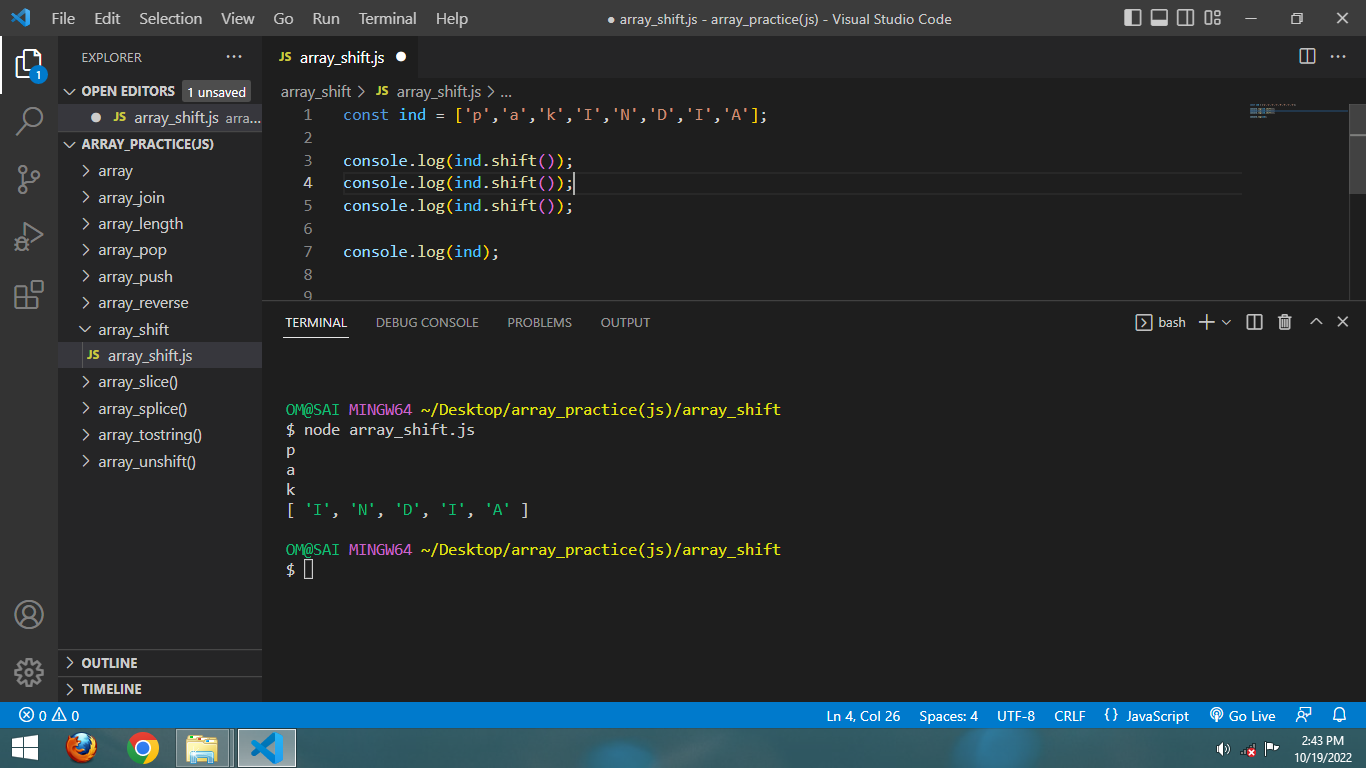 File Edit Selection View Go Run Terminal Help
● array_shift.js - array_practice(js) - Visual Studio Code
EXPLORER
1
OPEN EDITORS 1 unsaved
JS array_shift.js arra...
ARRAY_PRACTICE(JS)
array
array_join
array_length
array_pop
array_push
array_reverse
array_shift
JS array_shift.js
array_slice()
array_splice()
array_tostring()
array_unshift()
OUTLINE
TIMELINE
JS array_shift.js ●
array_shift > JS array_shift.js > ...
1 const ind = ['p','a','k','I','N','D','I','A'];
2
3 console.log(ind.shift());
4 console.log(ind.shift());
5 console.log(ind.shift());
6
7 console.log(ind);
8
9
TERMINAL DEBUG CONSOLE PROBLEMS OUTPUT
bash
OM@SAI MINGW64 ~/Desktop/array_practice(js)/array_shift
$ node array_shift.js
p
a
k
[ 'I', 'N', 'D', 'I', 'A' ]
OM@SAI MINGW64 ~/Desktop/array_practice(js)/array_shift
$
0 0
Ln 4, Col 26 Spaces: 4 UTF-8 CRLF {} JavaScript Go Live
2:43 PM
10/19/2022